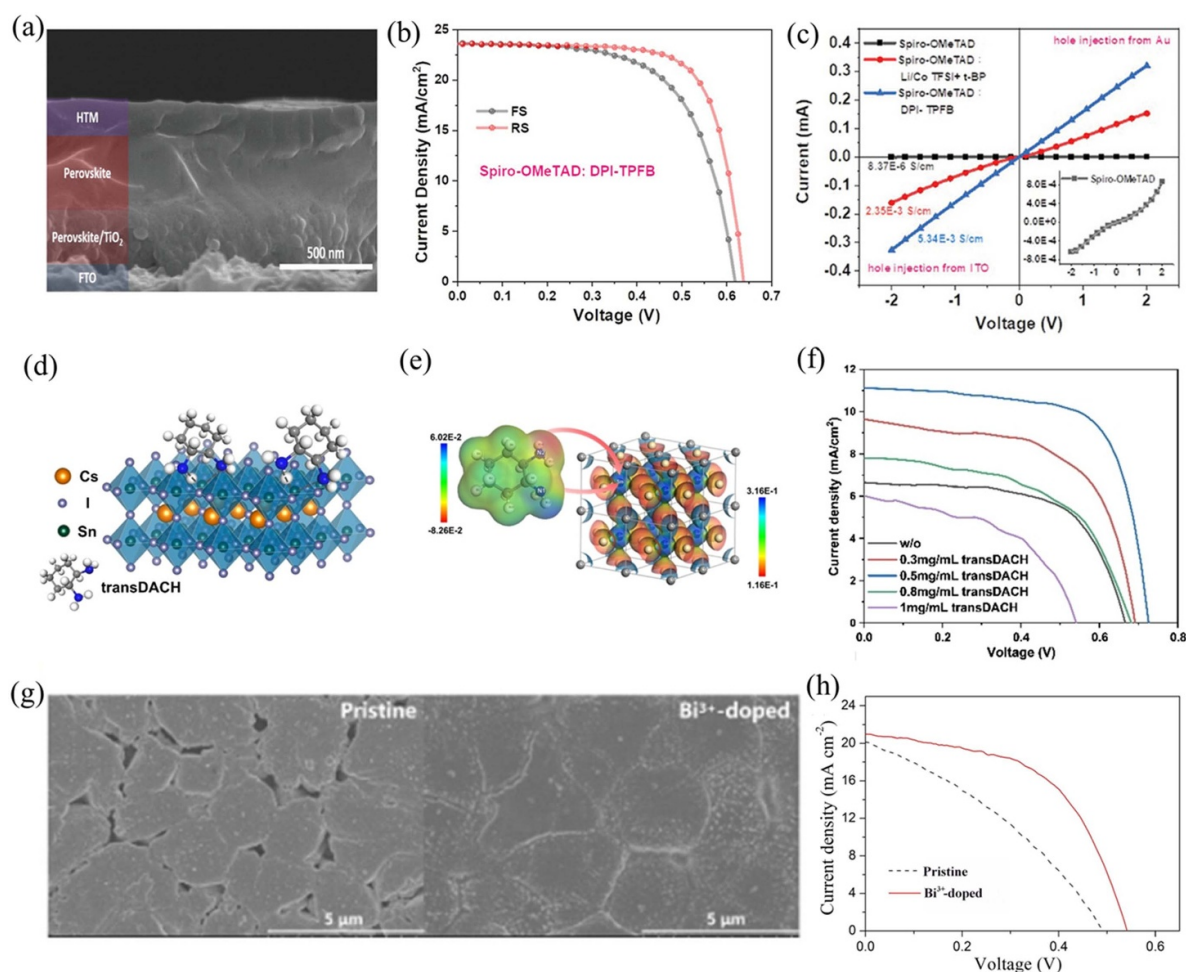 (a)
HTM
Perovskite
Perovskite/TiO2
FTO
500 nm
(b)
25
20
15
10
5
0
Current Density (mA/cm²)
FS
RS
Spiro-OMeTAD: DPI-TPFB
0.0 0.1 0.2 0.3 0.4 0.5 0.6 0.7
Voltage (V)
(c)
0.4
0.3
0.2
0.1
0.0
-0.1
-0.2
-0.3
-0.4
Current (mA)
Spiro-OMeTAD
Spiro-OMeTAD :
Li/Co TFSI+ t-BP
Spiro-OMeTAD :
DPI- TPFB
hole injection from Au
8.37E-6 S/cm
2.35E-3 S/cm
5.34E-3 S/cm
hole injection from ITO
Spiro-OMeTAD
8.0E-4
4.0E-4
0.0E+0
-4.0E-4
-8.0E-4
-2 -1 0 1 2
-2 -1 0 1 2
Voltage (V)
(d)
Cs
I
Sn
transDACH
(e)
6.02E-2
-8.26E-2
3.16E-1
1.16E-1
(f)
12
10
8
6
4
2
0
Current density (mA/cm²)
w/o
0.3mg/mL transDACH
0.5mg/mL transDACH
0.8mg/mL transDACH
1mg/mL transDACH
0.0 0.2 0.4 0.6 0.8
Voltage (V)
(g)
Pristine
5 µm
Bi³⁺-doped
5 µm
(h)
24
20
16
12
8
4
0
Current density (mA cm⁻²)
Pristine
Bi³⁺-doped
0.0 0.2 0.4 0.6
Voltage (V)